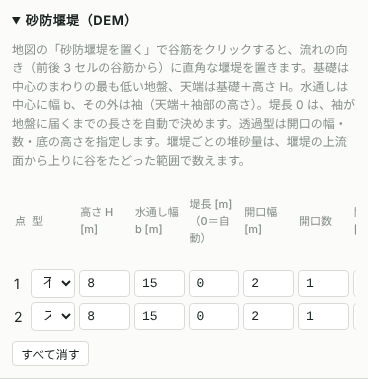 ▼ 砂防堰堤（DEM）
地図の「砂防堰堤を置く」で谷筋をクリックすると、流れの向
き（前後 3 セルの谷筋から）に直角な堰堤を置きます。基礎は
中心のまわりの最も低い地盤、天端は基礎＋高さ H。水通しは
中心に幅 b、その外は袖（天端＋袖部の高さ）。堤長 0 は、袖が
地盤に届くまでの長さを自動で決めます。透過型は開口の幅・
数・底の高さを指定します。堰堤ごとの堆砂量は、堰堤の上流
面から上りに谷をたどった範囲で数えます。
点 型 高さ H [m] 水通し幅 b [m] 堤長 [m]（0＝自動） 開口幅 [m] 開口数
1 8 15 0 2 1
2 8 15 0 2 1
すべて消す